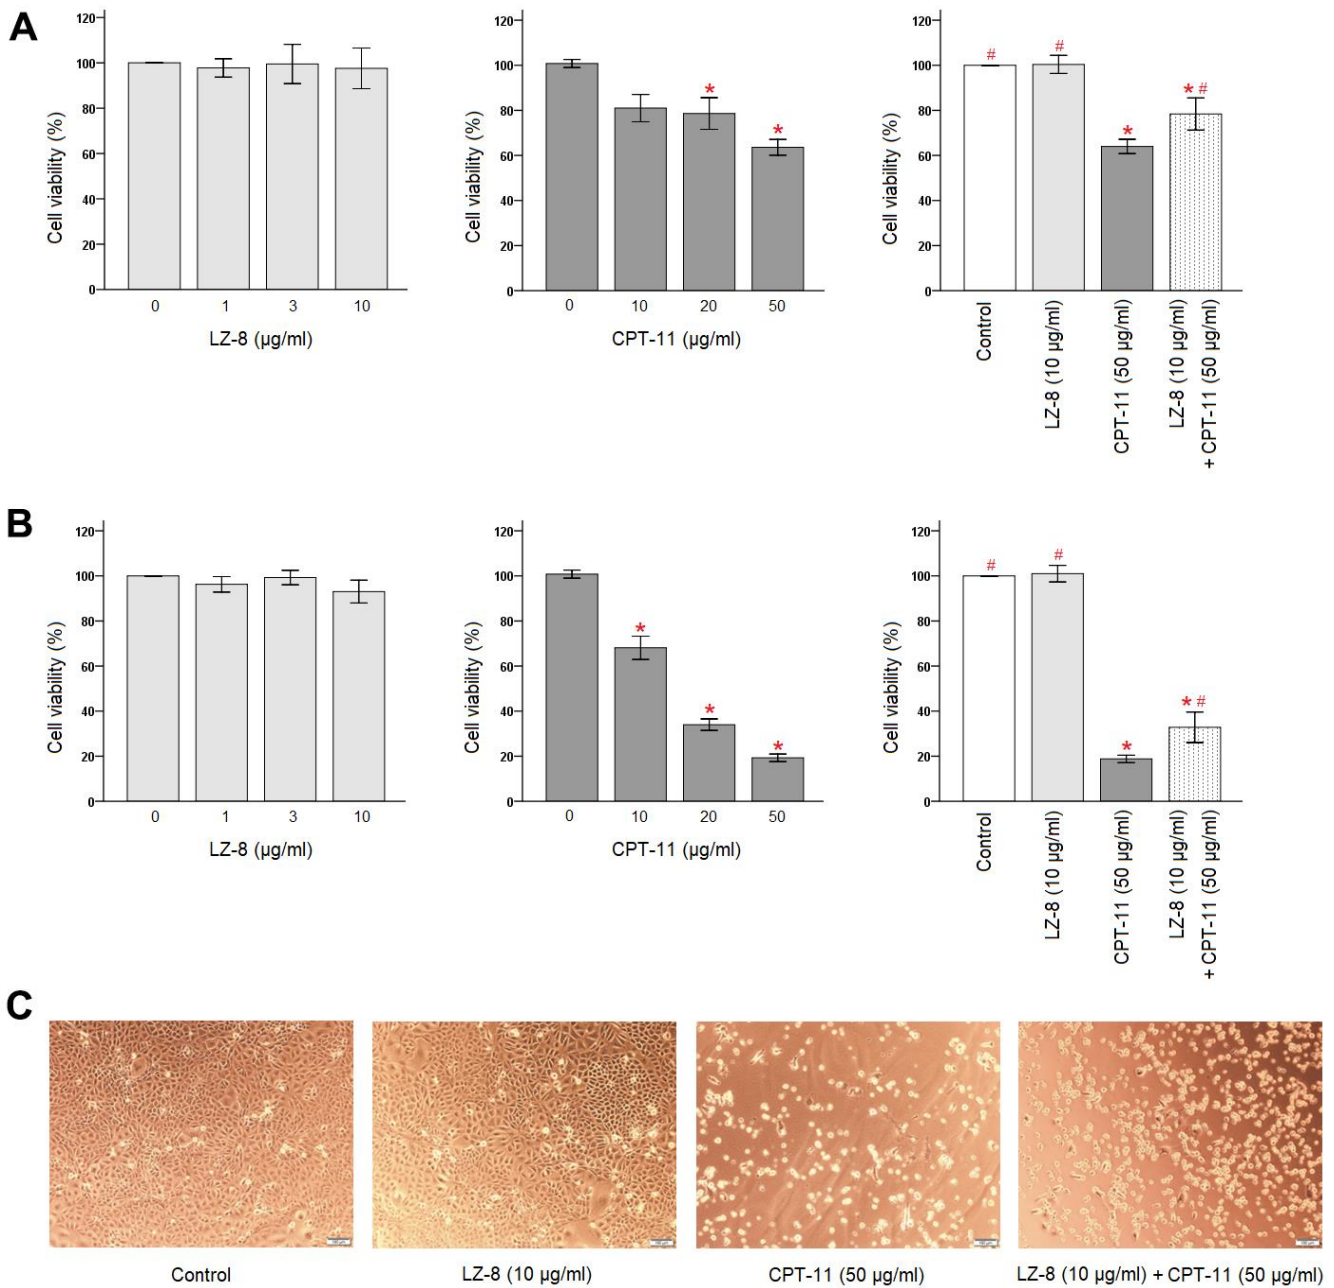 A
Cell viability (%)
120
100
80
60
40
20
0
0 1 3 10
LZ-8 (µg/ml)
Cell viability (%)
120
100
80
60
40
20
0
* *
0 10 20 50
CPT-11 (µg/ml)
Cell viability (%)
120
100
80
60
40
20
0
# # * *#
Control
LZ-8 (10 µg/ml)
CPT-11 (50 µg/ml)
LZ-8 (10 µg/ml)
+ CPT-11 (50 µg/ml)
B
Cell viability (%)
120
100
80
60
40
20
0
0 1 3 10
LZ-8 (µg/ml)
Cell viability (%)
120
100
80
60
40
20
0
* * *
0 10 20 50
CPT-11 (µg/ml)
Cell viability (%)
120
100
80
60
40
20
0
# # * *#
Control
LZ-8 (10 µg/ml)
CPT-11 (50 µg/ml)
LZ-8 (10 µg/ml)
+ CPT-11 (50 µg/ml)
C
Control
LZ-8 (10 µg/ml)
CPT-11 (50 µg/ml)
LZ-8 (10 µg/ml) + CPT-11 (50 µg/ml)